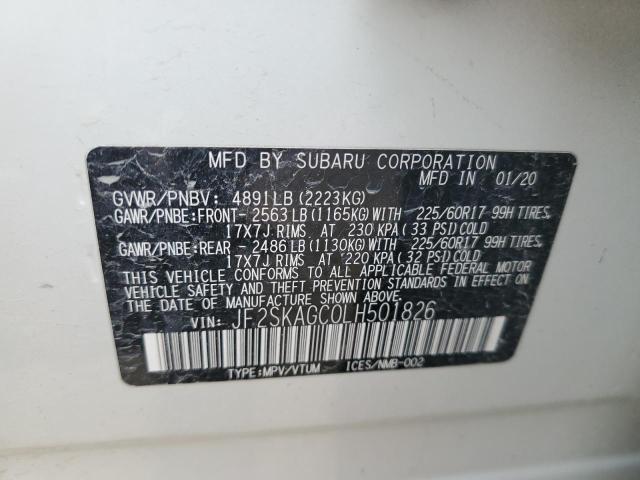 MFD BY SUBARU CORPORATION
MFD IN 01/20
GVWR/PNBV: 4891LB (2223KG)
GAWR/PNBE:FRONT- 2563LB (1165KG) WITH 225/60R17 99H TIRES,
17X7J RIMS AT 230 KPA (33 PSI)COLD
GAWR/PNBE:REAR - 2486LB (1130KG) WITH 225/60R17 99H TIRES,
17X7J RIMS AT 220 KPA (32 PSI)COLD
THIS VEHICLE CONFORMS TO ALL APPLICABLE FEDERAL MOTOR
VEHICLE SAFETY AND THEFT PREVENTION STANDARDS IN EFFECT ON
THE DATE OF MANUFACTURE SHOWN ABOVE.
VIN: JF2SKAGC0LH501826
TYPE:MPV/VTUM ICES/NMB-002